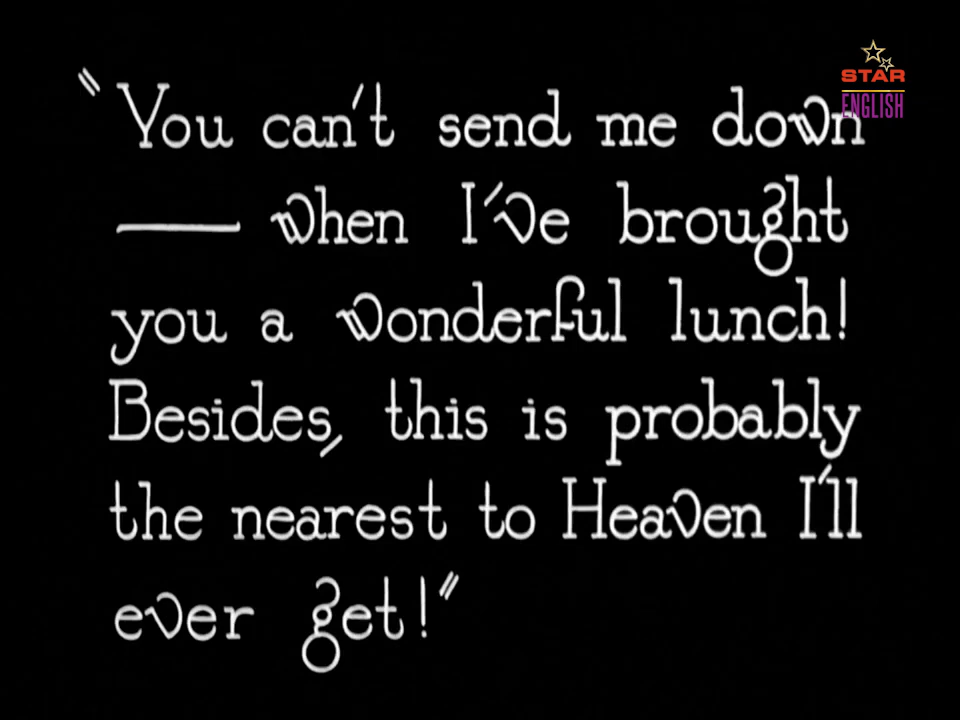 "You can't send me down
— when I've brought
you a wonderful lunch!
Besides, this is probably
the nearest to Heaven I'll
ever get!"
STAR
ENGLISH